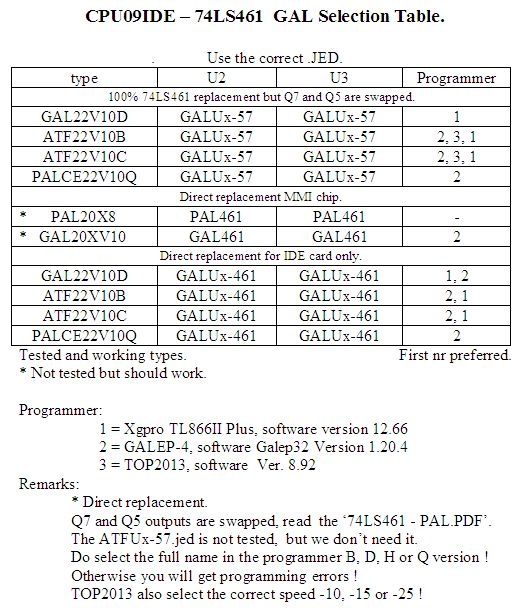 CPU09IDE – 74LS461 GAL Selection Table.
. Use the correct .JED.
type U2 U3 Programmer
100% 74LS461 replacement but Q7 and Q5 are swapped.
GAL22V10D GALUx-57 GALUx-57 1
ATF22V10B GALUx-57 GALUx-57 2, 3, 1
ATF22V10C GALUx-57 GALUx-57 2, 3, 1
PALCE22V10Q GALUx-57 GALUx-57 2
Direct replacement MMI chip.
* PAL20X8 PAL461 PAL461 -
* GAL20XV10 GAL461 GAL461 2
Direct replacement for IDE card only.
GAL22V10D GALUx-461 GALUx-461 1, 2
ATF22V10B GALUx-461 GALUx-461 2, 1
ATF22V10C GALUx-461 GALUx-461 2, 1
PALCE22V10Q GALUx-461 GALUx-461 2
Tested and working types. First nr preferred.
* Not tested but should work.
Programmer:
1 = Xgpro TL866II Plus, software version 12.66
2 = GALEP-4, software Galep32 Version 1.20.4
3 = TOP2013, software Ver. 8.92
Remarks:
* Direct replacement.
Q7 and Q5 outputs are swapped, read the ‘74LS461 - PAL.PDF’.
The ATFUx-57.jed is not tested, but we don’t need it.
Do select the full name in the programmer B, D, H or Q version !
Otherwise you will get programming errors !
TOP2013 also select the correct speed -10, -15 or -25 !